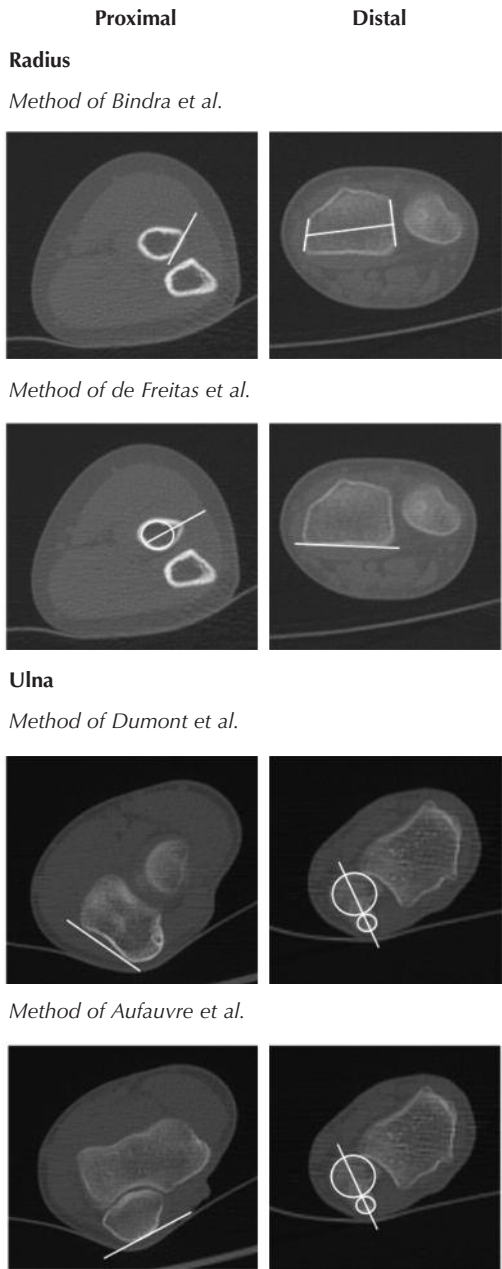 Proximal Distal
Radius
Method of Bindra et al.
Method of de Freitas et al.
Ulna
Method of Dumont et al.
Method of Aufauvre et al.